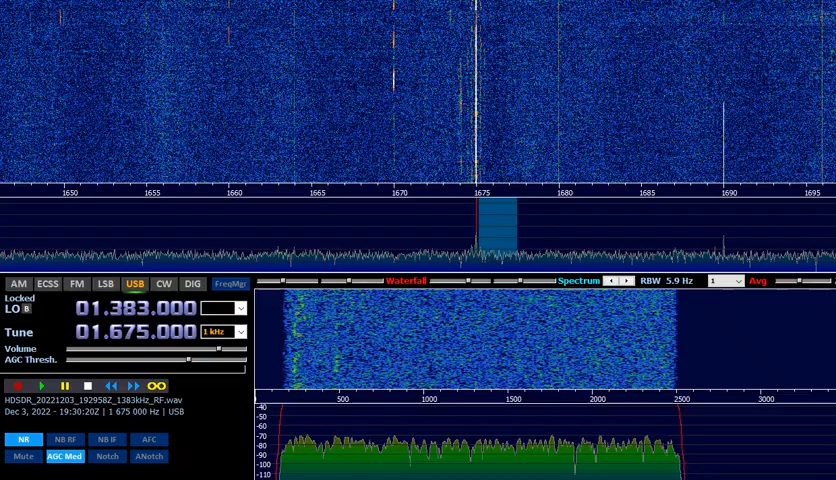 1650 1655 1660 1665 1670 1675 1680 1685 1690 1695
AM ECSS FM LSB USB CW DIG FreqMgr
Waterfall Spectrum RBW 5.9 Hz 1 Avg
Locked
LO B 01.383.000
Tune 01.675.000 1 kHz
Volume
AGC Thresh.
HDSDR_20221203_192958Z_1383kHz_RF.wav
Dec 3, 2022 - 19:30:20Z | 1 675 000 Hz | USB
NR NB RF NB IF AFC
Mute AGC Med Notch ANotch
500 1000 1500 2000 2500 3000
-40
-50
-60
-70
-80
-90
-100
-110